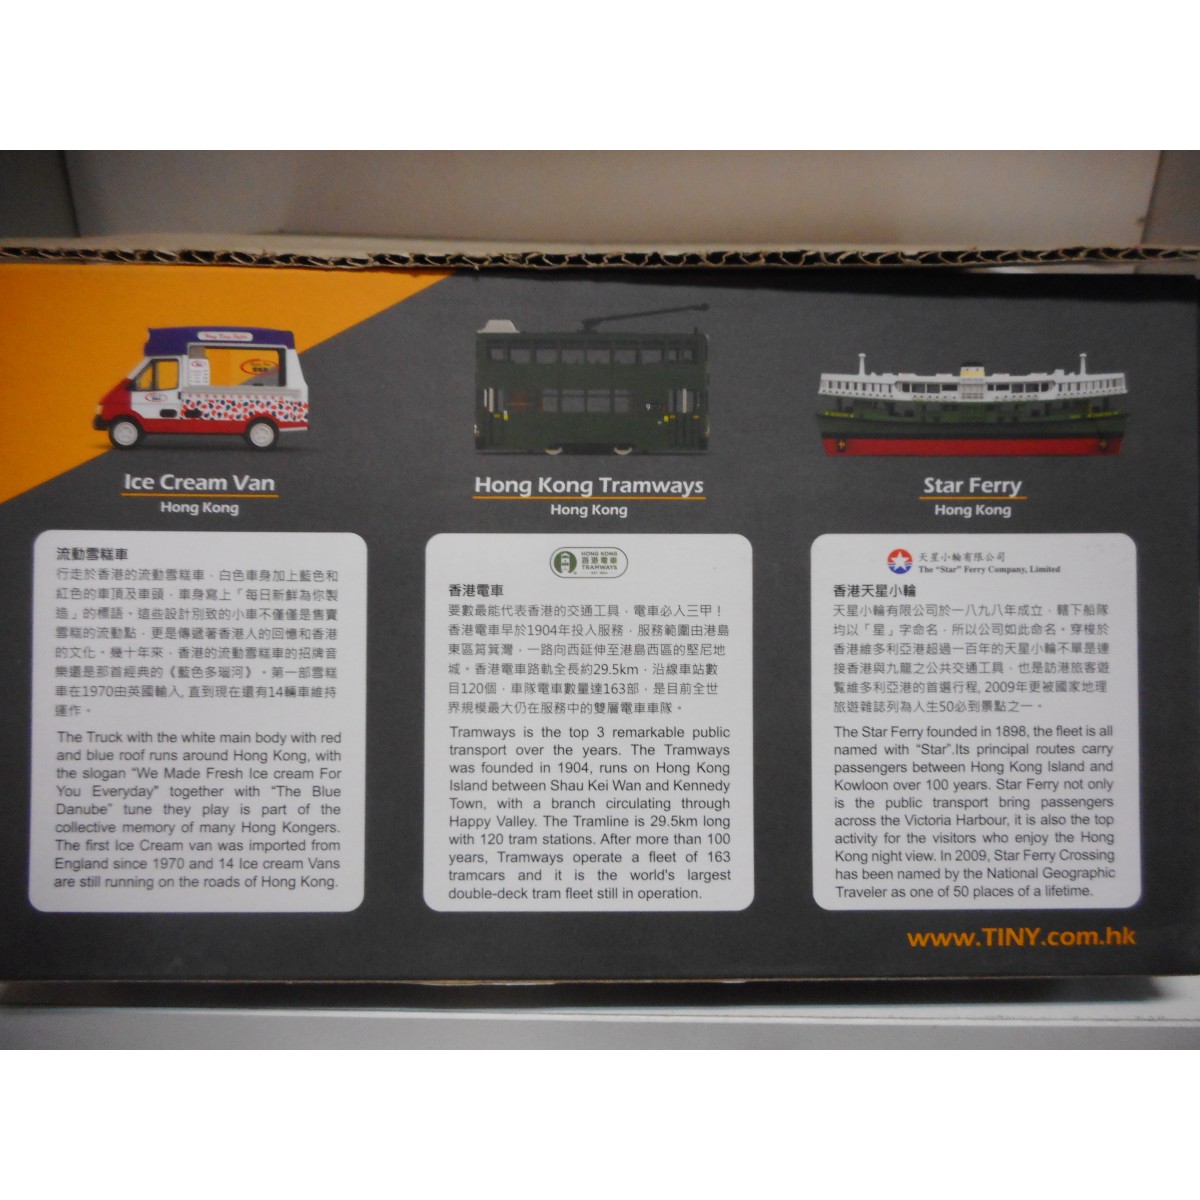 Ice Cream Van
Hong Kong
流動雪糕車
行走於香港的流動雪糕車，白色車身加上藍色和
紅色的車頂及車頭，車身寫上「每日新鮮為你製
造」的標語。這些設計別致的小車不僅僅是售賣
雪糕的流動點，更是傳遞著香港人的回憶和香港
的文化。幾十年來，香港的流動雪糕車的招牌音
樂還是那首經典的《藍色多瑙河》。第一部雪糕
車在1970由英國輸入, 直到現在還有14輛車維持
運作。
The Truck with the white main body with red
and blue roof runs around Hong Kong, with
the slogan "We Made Fresh Ice cream For
You Everyday" together with "The Blue
Danube" tune they play is part of the
collective memory of many Hong Kongers.
The first Ice Cream van was imported from
England since 1970 and 14 Ice cream Vans
are still running on the roads of Hong Kong.
Hong Kong Tramways
Hong Kong
HONG KONG
香港電車
TRAMWAYS
香港電車
要數最能代表香港的交通工具，電車必入三甲！
香港電車早於1904年投入服務，服務範圍由港島
東區筲箕灣，一路向西延伸至港島西區的堅尼地
城。香港電車路軌全長約29.5km，沿線車站數
目120個，車隊電車數量達163部，是目前全世
界規模最大仍在服務中的雙層電車車隊。
Tramways is the top 3 remarkable public
transport over the years. The Tramways
was founded in 1904, runs on Hong Kong
Island between Shau Kei Wan and Kennedy
Town, with a branch circulating through
Happy Valley. The Tramline is 29.5km long
with 120 tram stations. After more than 100
years, Tramways operate a fleet of 163
tramcars and it is the world's largest
double-deck tram fleet still in operation.
Star Ferry
Hong Kong
天星小輪有限公司
The "Star" Ferry Company, Limited
香港天星小輪
天星小輪有限公司於一八九八年成立，轄下船隊
均以「星」字命名，所以公司如此命名。穿梭於
香港維多利亞港超過一百年的天星小輪不單是連
接香港與九龍之公共交通工具，也是訪港旅客遊
覽維多利亞港的首選行程, 2009年更被國家地理
旅遊雜誌列為人生50必到景點之一。
The Star Ferry founded in 1898, the fleet is all
named with "Star".Its principal routes carry
passengers between Hong Kong Island and
Kowloon over 100 years. Star Ferry not only
is the public transport bring passengers
across the Victoria Harbour, it is also the top
activity for the visitors who enjoy the Hong
Kong night view. In 2009, Star Ferry Crossing
has been named by the National Geographic
Traveler as one of 50 places of a lifetime.
www.TINY.com.hk